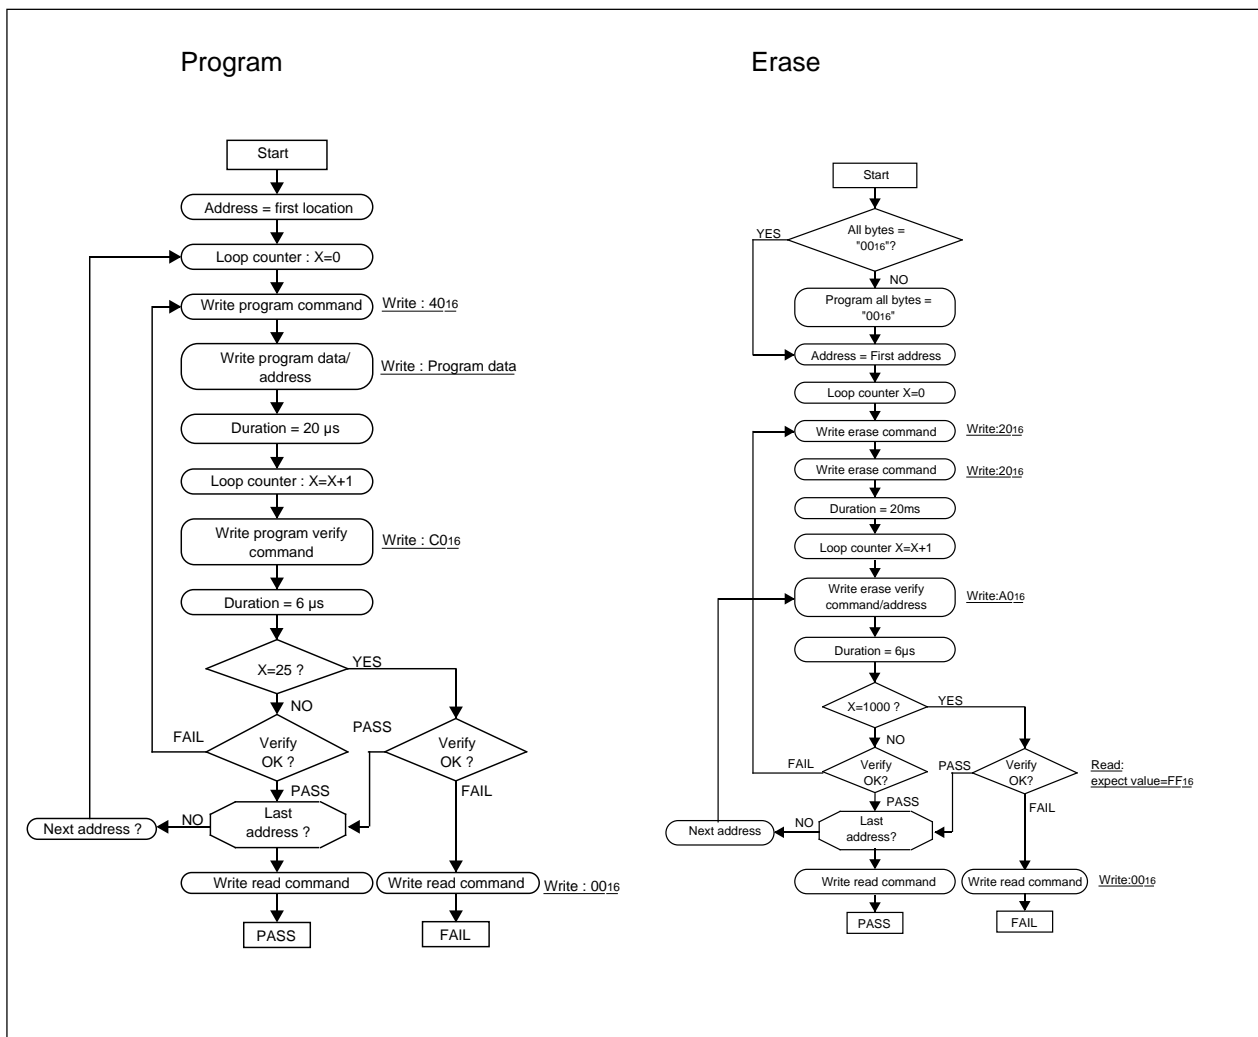 Program
Start
Address = first location
Loop counter : X=0
Write program command
Write : 4016
Write program data/
address
Write : Program data
Duration = 20 µs
Loop counter : X=X+1
Write program verify
command
Write : C016
Duration = 6 µs
X=25 ?
YES
NO
FAIL
Verify
OK ?
PASS
PASS
Verify
OK ?
FAIL
Last
address ?
NO
Next address ?
Write read command
Write read command
Write : 0016
PASS
FAIL
Erase
Start
All bytes =
"0016"?
YES
NO
Program all bytes =
"0016"
Address = First address
Loop counter X=0
Write erase command
Write:2016
Write erase command
Write:2016
Duration = 20ms
Loop counter X=X+1
Write erase verify
command/address
Write:A016
Duration = 6µs
X=1000 ?
YES
NO
FAIL
Verify
OK?
PASS
PASS
Verify
OK?
FAIL
Read:
expect value=FF16
Last
address?
NO
Next address
Write read command
Write read command
Write:0016
PASS
FAIL